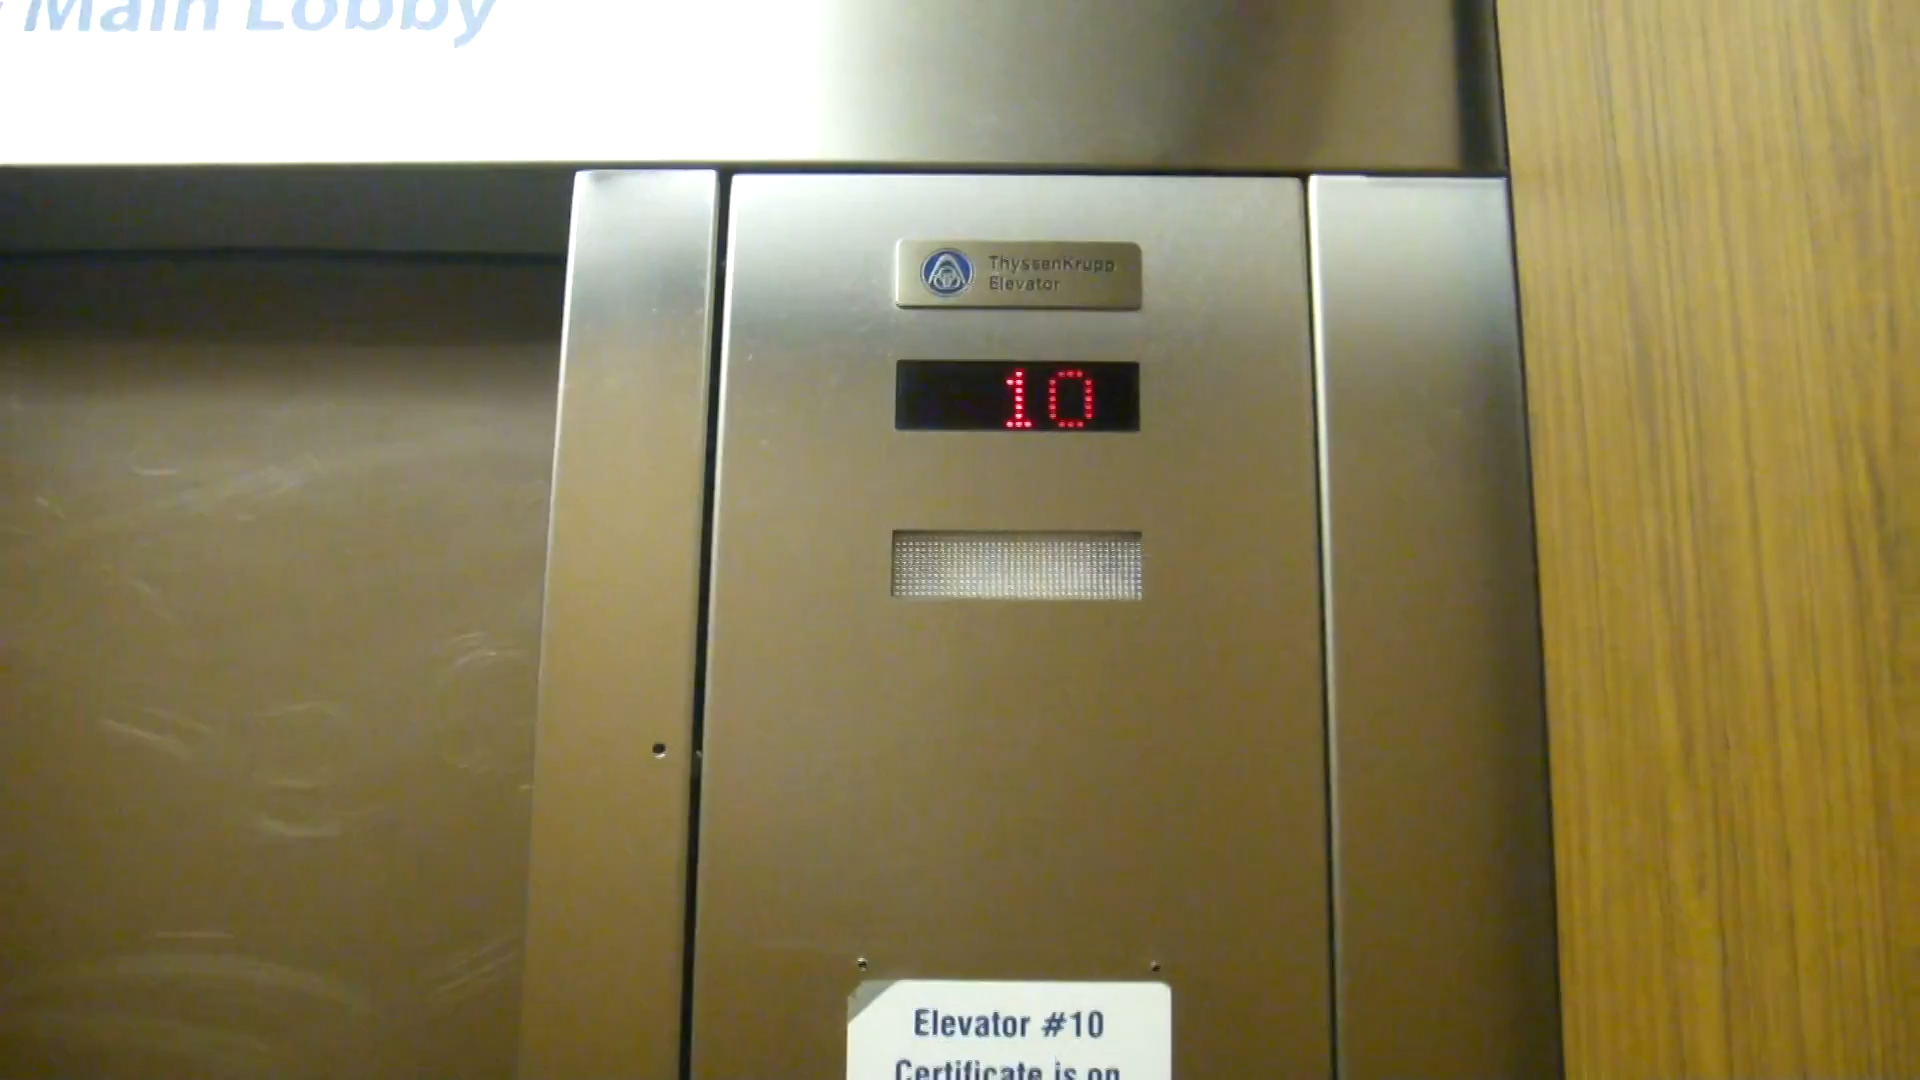 Main Lobby
ThyssenKrupp
Elevator
10
Elevator #10
Certificate is on